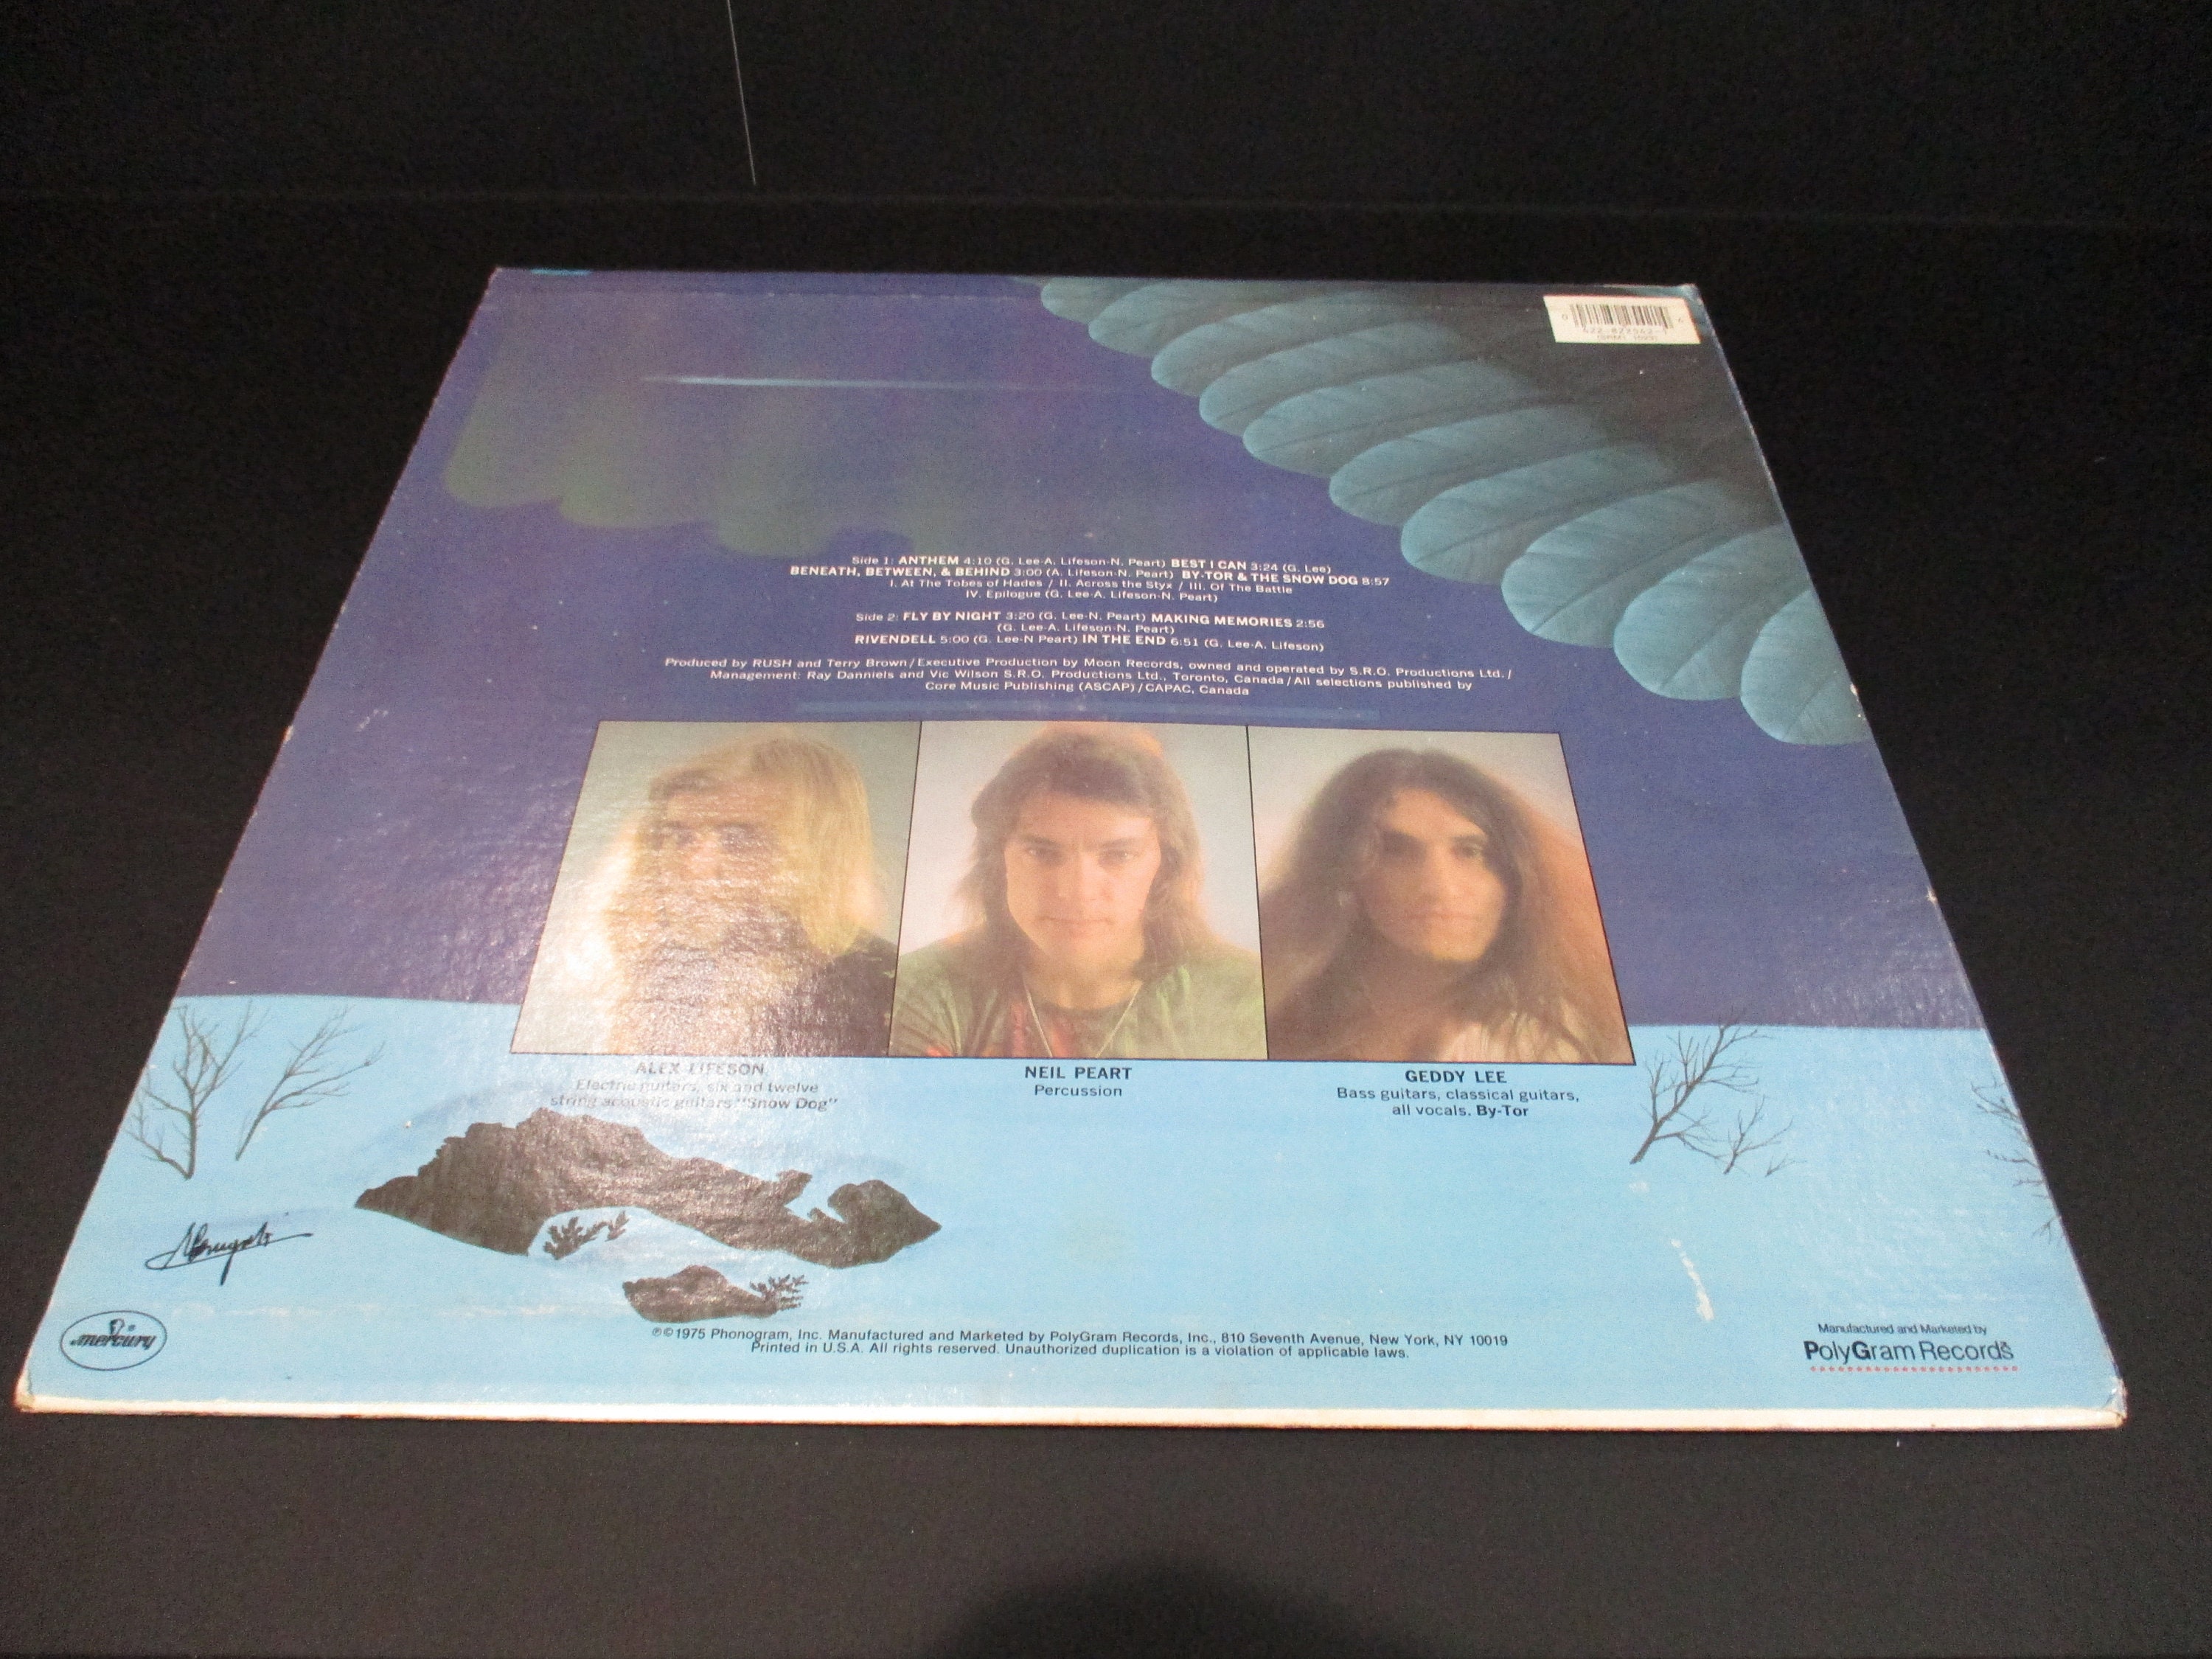 Side 1: ANTHEM 4:10 (G. Lee-A. Lifeson-N. Peart) BEST I CAN 3:24 (G. Lee)
BENEATH, BETWEEN, & BEHIND 3:00 (A. Lifeson-N. Peart) BY-TOR & THE SNOW DOG 8:57
I. At The Tobes of Hades / II. Across the Styx / III. Of The Battle
IV. Epilogue (G. Lee-A. Lifeson-N. Peart)
Side 2: FLY BY NIGHT 3:20 (G. Lee-N. Peart) MAKING MEMORIES 2:56
(G. Lee-A. Lifeson-N. Peart)
RIVENDELL 5:00 (G. Lee-N Peart) IN THE END 6:51 (G. Lee-A. Lifeson)
Produced by RUSH and Terry Brown/Executive Production by Moon Records, owned and operated by S.R.O. Productions Ltd./
Management: Ray Danniels and Vic Wilson S.R.O. Productions Ltd., Toronto, Canada/All selections published by
Core Music Publishing (ASCAP)/CAPAC, Canada
ALEX LIFESON
Electric guitars, six and twelve
string acoustic guitars "Snow Dog"
NEIL PEART
Percussion
GEDDY LEE
Bass guitars, classical guitars,
all vocals. By-Tor
mercury
℗©1975 Phonogram, Inc. Manufactured and Marketed by PolyGram Records, Inc., 810 Seventh Avenue, New York, NY 10019
Printed in U.S.A. All rights reserved. Unauthorized duplication is a violation of applicable laws.
Manufactured and Marketed by
PolyGram Records